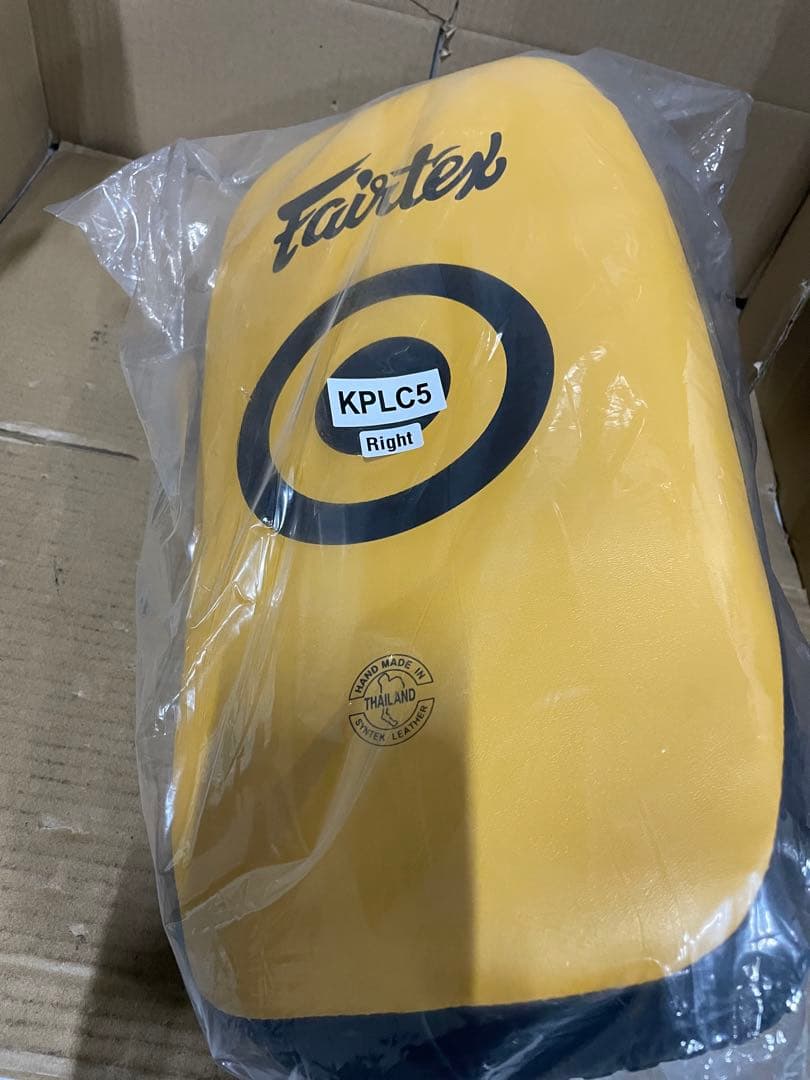 Fairtex
KPLC5
Right
HAND MADE IN
THAILAND
SYNTEK LEATHER